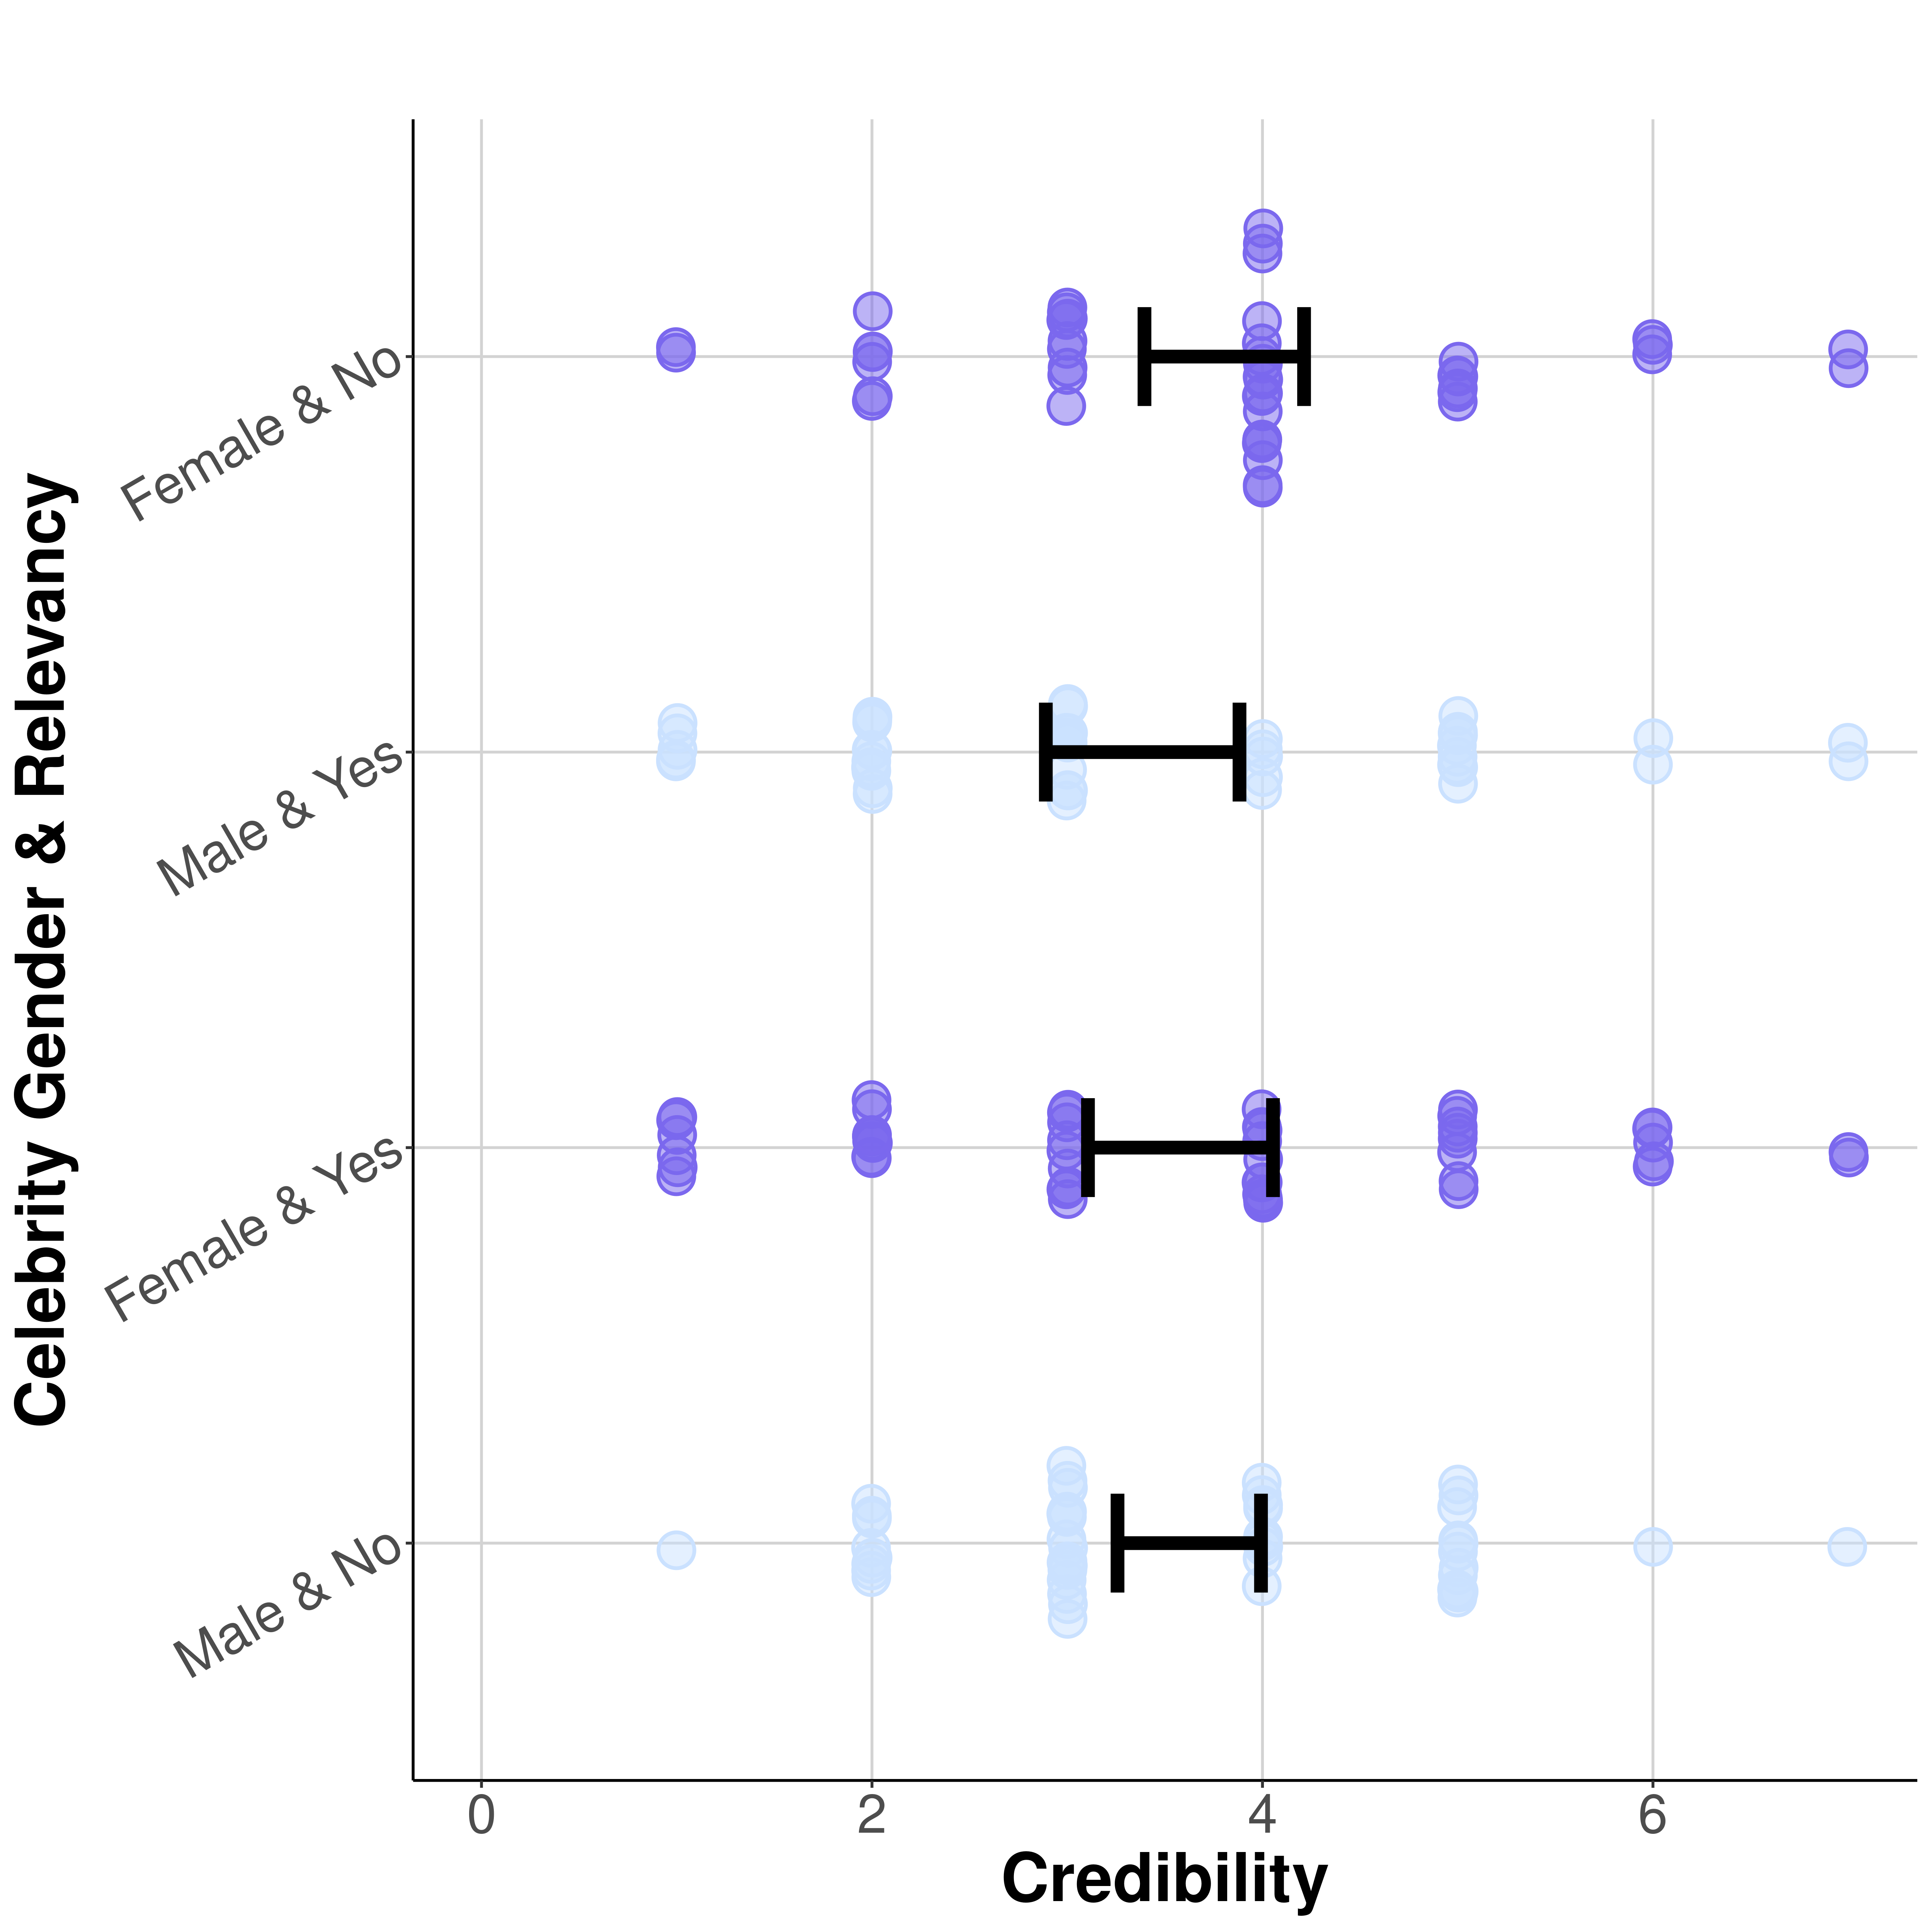 Celebrity Gender & Relevancy
Female & No
Male & Yes
Female & Yes
Male & No
0 2 4 6
Credibility